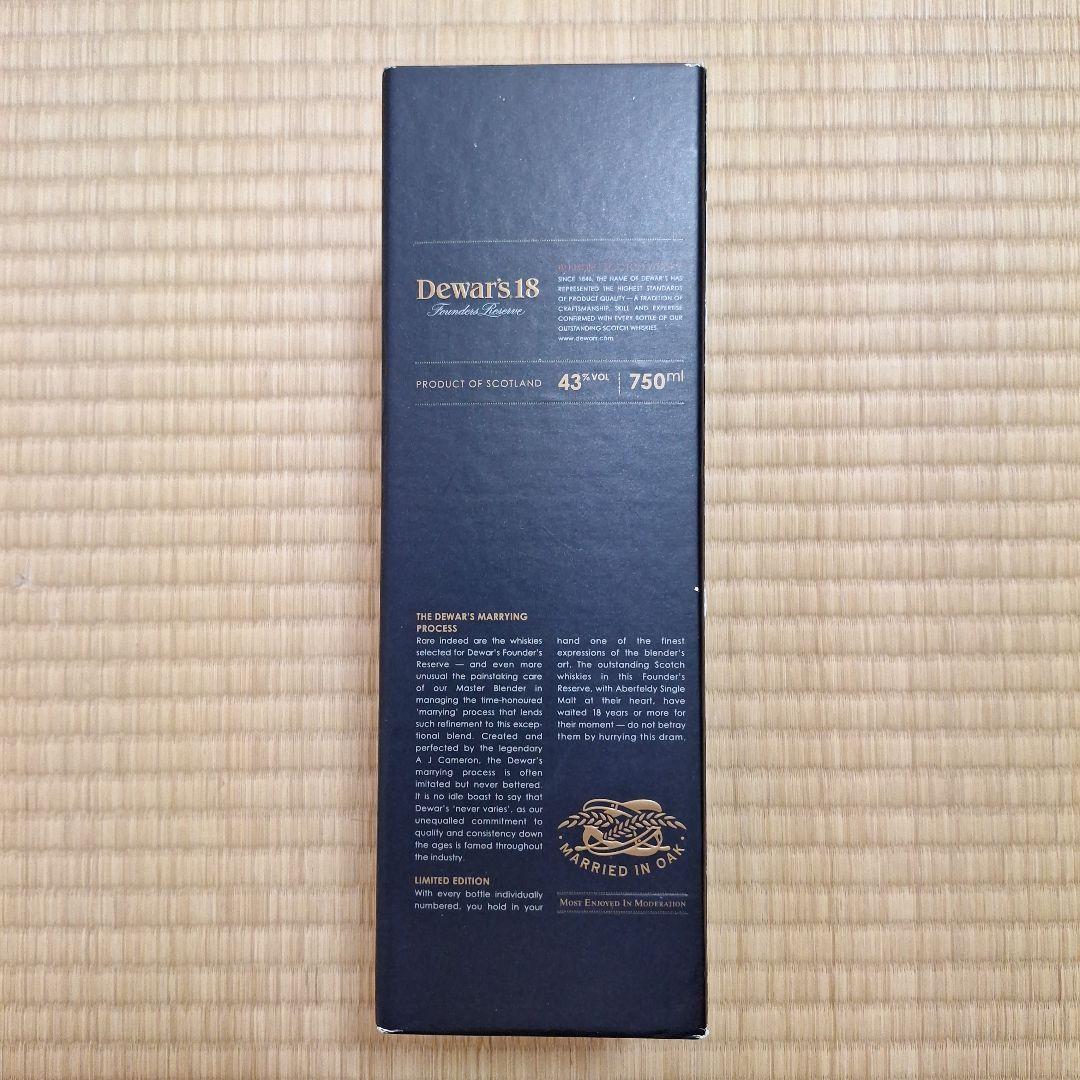 Dewar's 18
Founders Reserve
BLENDED SCOTCH WHISKY
SINCE 1846, THE NAME OF DEWAR'S HAS
REPRESENTED THE HIGHEST STANDARDS
OF PRODUCT QUALITY — A TRADITION OF
CRAFTSMANSHIP, SKILL AND EXPERTISE
CONFIRMED WITH EVERY BOTTLE OF OUR
OUTSTANDING SCOTCH WHISKIES.
www.dewars.com
PRODUCT OF SCOTLAND 43% VOL 750ml
THE DEWAR'S MARRYING
PROCESS
Rare indeed are the whiskies
selected for Dewar's Founder's
Reserve — and even more
unusual the painstaking care
of our Master Blender in
managing the time-honoured
'marrying' process that lends
such refinement to this excep-
tional blend. Created and
perfected by the legendary
A J Cameron, the Dewar's
marrying process is often
imitated but never bettered.
It is no idle boast to say that
Dewar's 'never varies', as our
unequalled commitment to
quality and consistency down
the ages is famed throughout
the industry.
LIMITED EDITION
With every bottle individually
numbered, you hold in your
hand one of the finest
expressions of the blender's
art. The outstanding Scotch
whiskies in this Founder's
Reserve, with Aberfeldy Single
Malt at their heart, have
waited 18 years or more for
their moment — do not betray
them by hurrying this dram.
· MARRIED IN OAK ·
MOST ENJOYED IN MODERATION